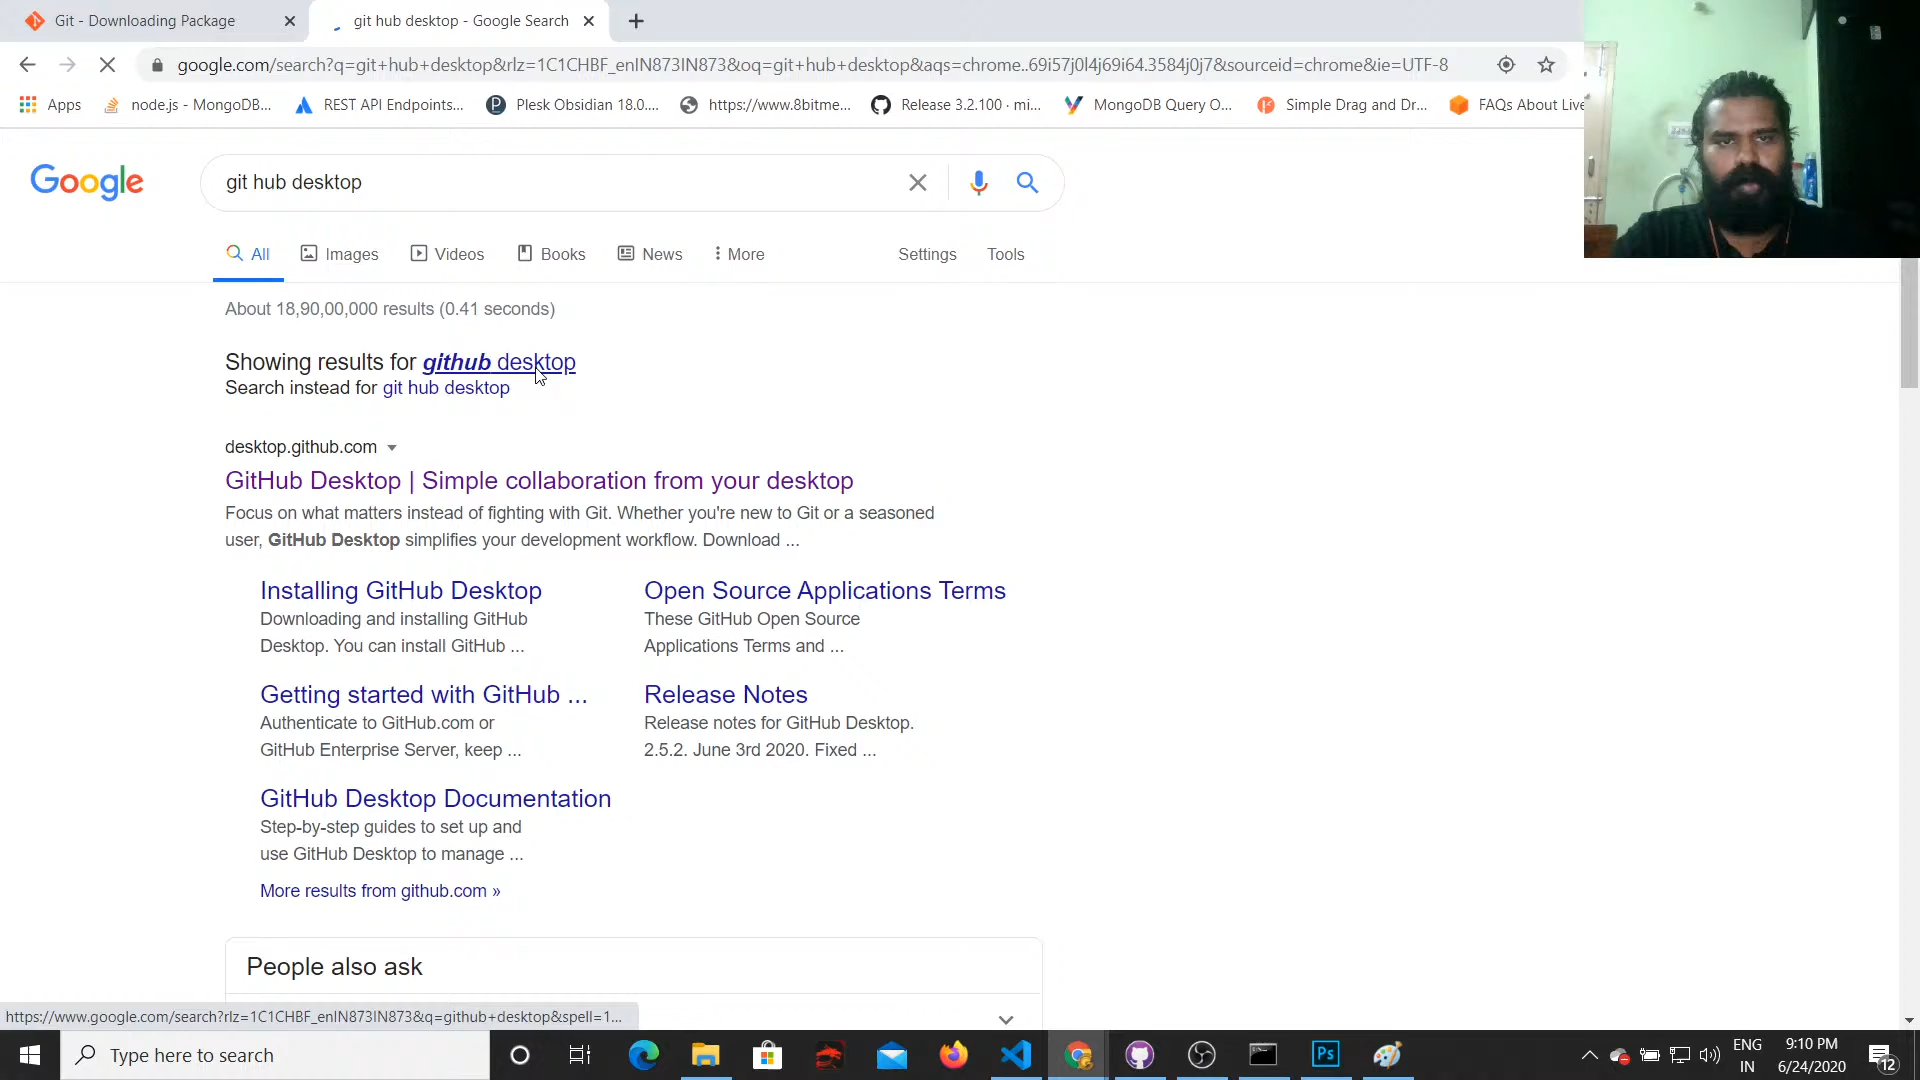 Git - Downloading Package
git hub desktop - Google Search
google.com/search?q=git+hub+desktop&rlz=1C1CHBF_enIN873IN873&oq=git+hub+desktop&aqs=chrome..69i57j0l4j69i64.3584j0j7&sourceid=chrome&ie=UTF-8
Apps
node.js - MongoDB...
REST API Endpoints...
Plesk Obsidian 18.0....
https://www.8bitme...
Release 3.2.100 · mi...
MongoDB Query O...
Simple Drag and Dr...
FAQs About Live
Google
git hub desktop
All
Images
Videos
Books
News
More
Settings
Tools
About 18,90,00,000 results (0.41 seconds)
Showing results for github desktop
Search instead for git hub desktop
desktop.github.com
GitHub Desktop | Simple collaboration from your desktop
Focus on what matters instead of fighting with Git. Whether you're new to Git or a seasoned
user, GitHub Desktop simplifies your development workflow. Download ...
Installing GitHub Desktop
Downloading and installing GitHub
Desktop. You can install GitHub ...
Open Source Applications Terms
These GitHub Open Source
Applications Terms and ...
Getting started with GitHub ...
Authenticate to GitHub.com or
GitHub Enterprise Server, keep ...
Release Notes
Release notes for GitHub Desktop.
2.5.2. June 3rd 2020. Fixed ...
GitHub Desktop Documentation
Step-by-step guides to set up and
use GitHub Desktop to manage ...
More results from github.com »
People also ask
https://www.google.com/search?rlz=1C1CHBF_enIN873IN873&q=github+desktop&spell=1...
Type here to search
Ps
ENG
IN
9:10 PM
6/24/2020
12